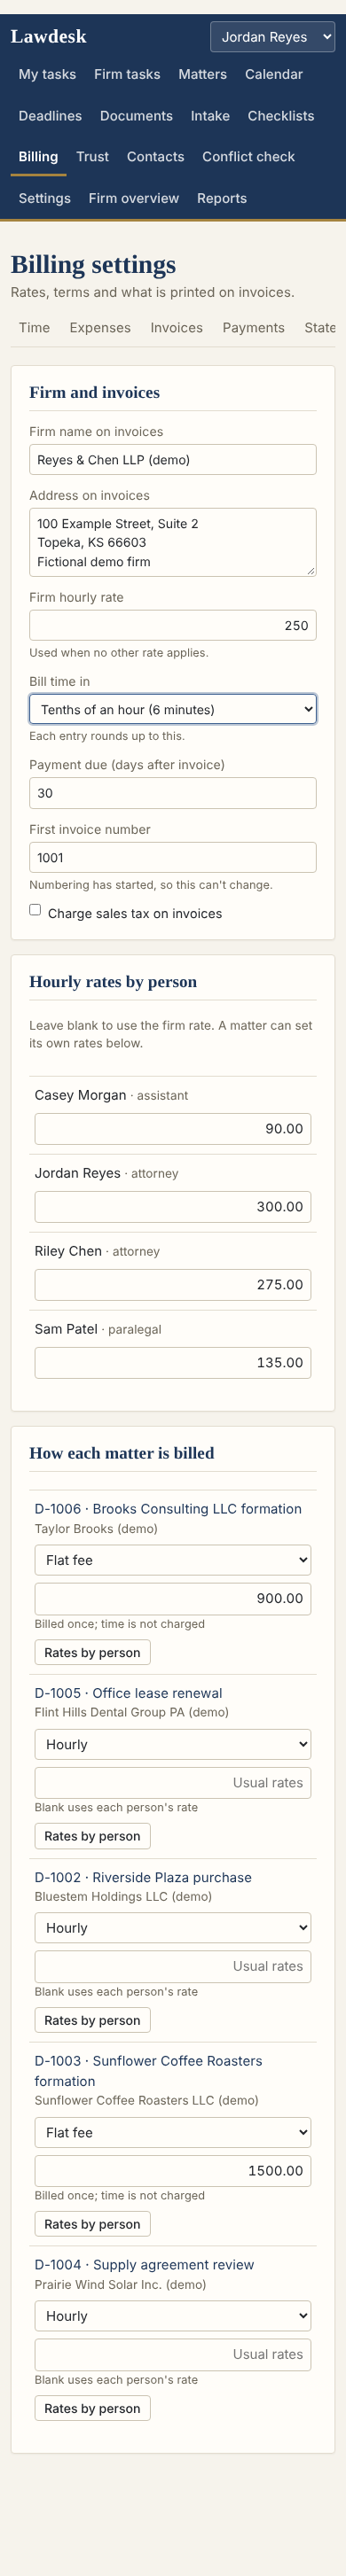 Lawdesk
Jordan Reyes
My tasks Firm tasks Matters Calendar
Deadlines Documents Intake Checklists
Billing Trust Contacts Conflict check
Settings Firm overview Reports
Billing settings
Rates, terms and what is printed on invoices.
Time Expenses Invoices Payments State
Firm and invoices
Firm name on invoices
Reyes & Chen LLP (demo)
Address on invoices
100 Example Street, Suite 2
Topeka, KS 66603
Fictional demo firm
Firm hourly rate
250
Used when no other rate applies.
Bill time in
Tenths of an hour (6 minutes)
Each entry rounds up to this.
Payment due (days after invoice)
30
First invoice number
1001
Numbering has started, so this can't change.
Charge sales tax on invoices
Hourly rates by person
Leave blank to use the firm rate. A matter can set
its own rates below.
Casey Morgan · assistant
90.00
Jordan Reyes · attorney
300.00
Riley Chen · attorney
275.00
Sam Patel · paralegal
135.00
How each matter is billed
D-1006 · Brooks Consulting LLC formation
Taylor Brooks (demo)
Flat fee
900.00
Billed once; time is not charged
Rates by person
D-1005 · Office lease renewal
Flint Hills Dental Group PA (demo)
Hourly
Usual rates
Blank uses each person's rate
Rates by person
D-1002 · Riverside Plaza purchase
Bluestem Holdings LLC (demo)
Hourly
Usual rates
Blank uses each person's rate
Rates by person
D-1003 · Sunflower Coffee Roasters
formation
Sunflower Coffee Roasters LLC (demo)
Flat fee
1500.00
Billed once; time is not charged
Rates by person
D-1004 · Supply agreement review
Prairie Wind Solar Inc. (demo)
Hourly
Usual rates
Blank uses each person's rate
Rates by person